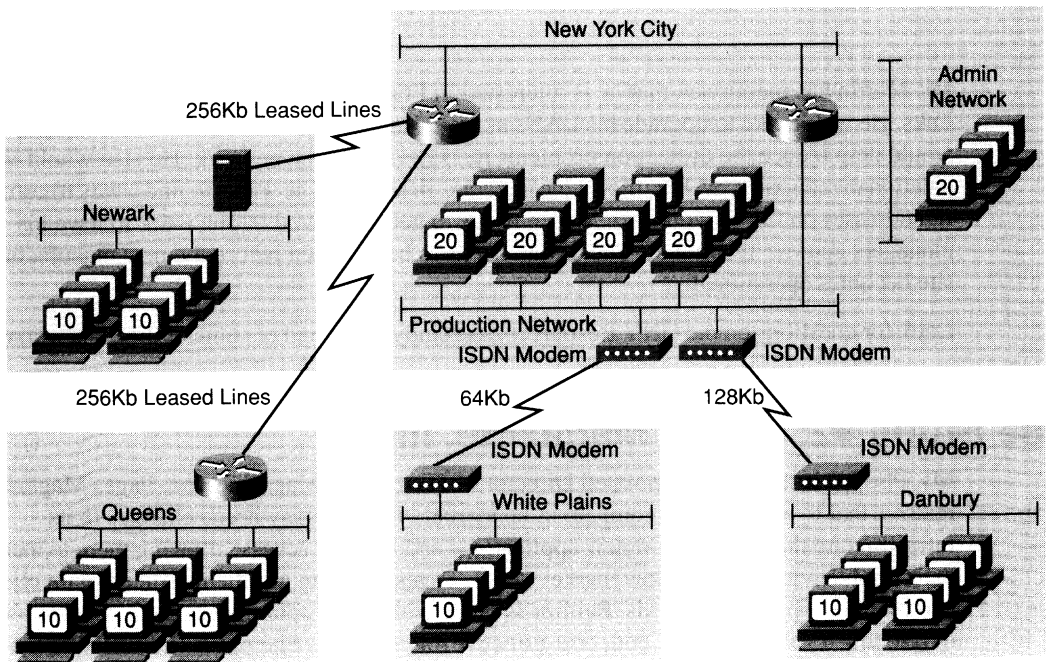 New York City
Admin
Network
256Kb Leased Lines
20
Newark
20 20 20 20
10 10
Production Network
ISDN Modem
ISDN Modem
256Kb Leased Lines
64Kb
128Kb
ISDN Modem
ISDN Modem
Queens
White Plains
Danbury
10 10 10
10
10 10